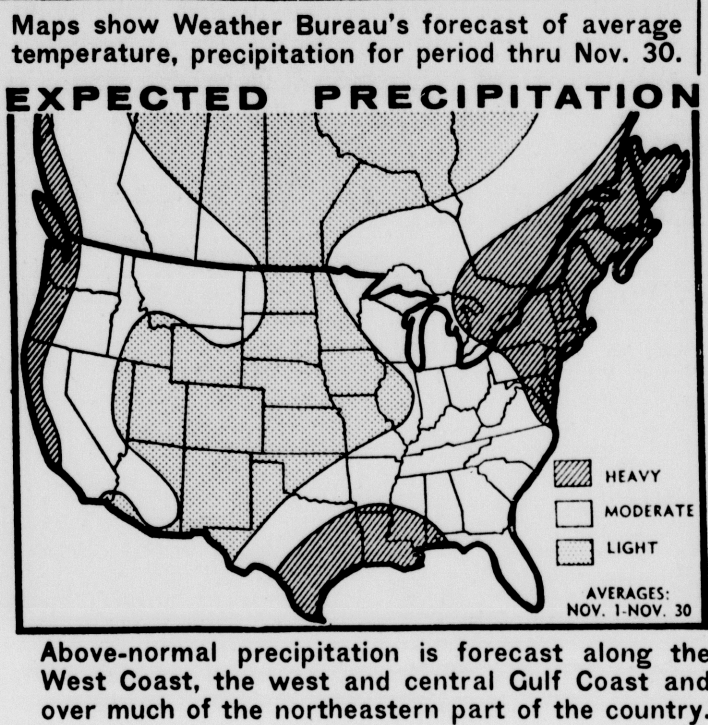 Maps show Weather Bureau's forecast of average
temperature, precipitation for period thru Nov. 30.
EXPECTED PRECIPITATION
HEAVY
MODERATE
LIGHT
AVERAGES:
NOV. 1-NOV. 30
Above-normal precipitation is forecast along the
West Coast, the west and central Gulf Coast and
over much of the northeastern part of the country.